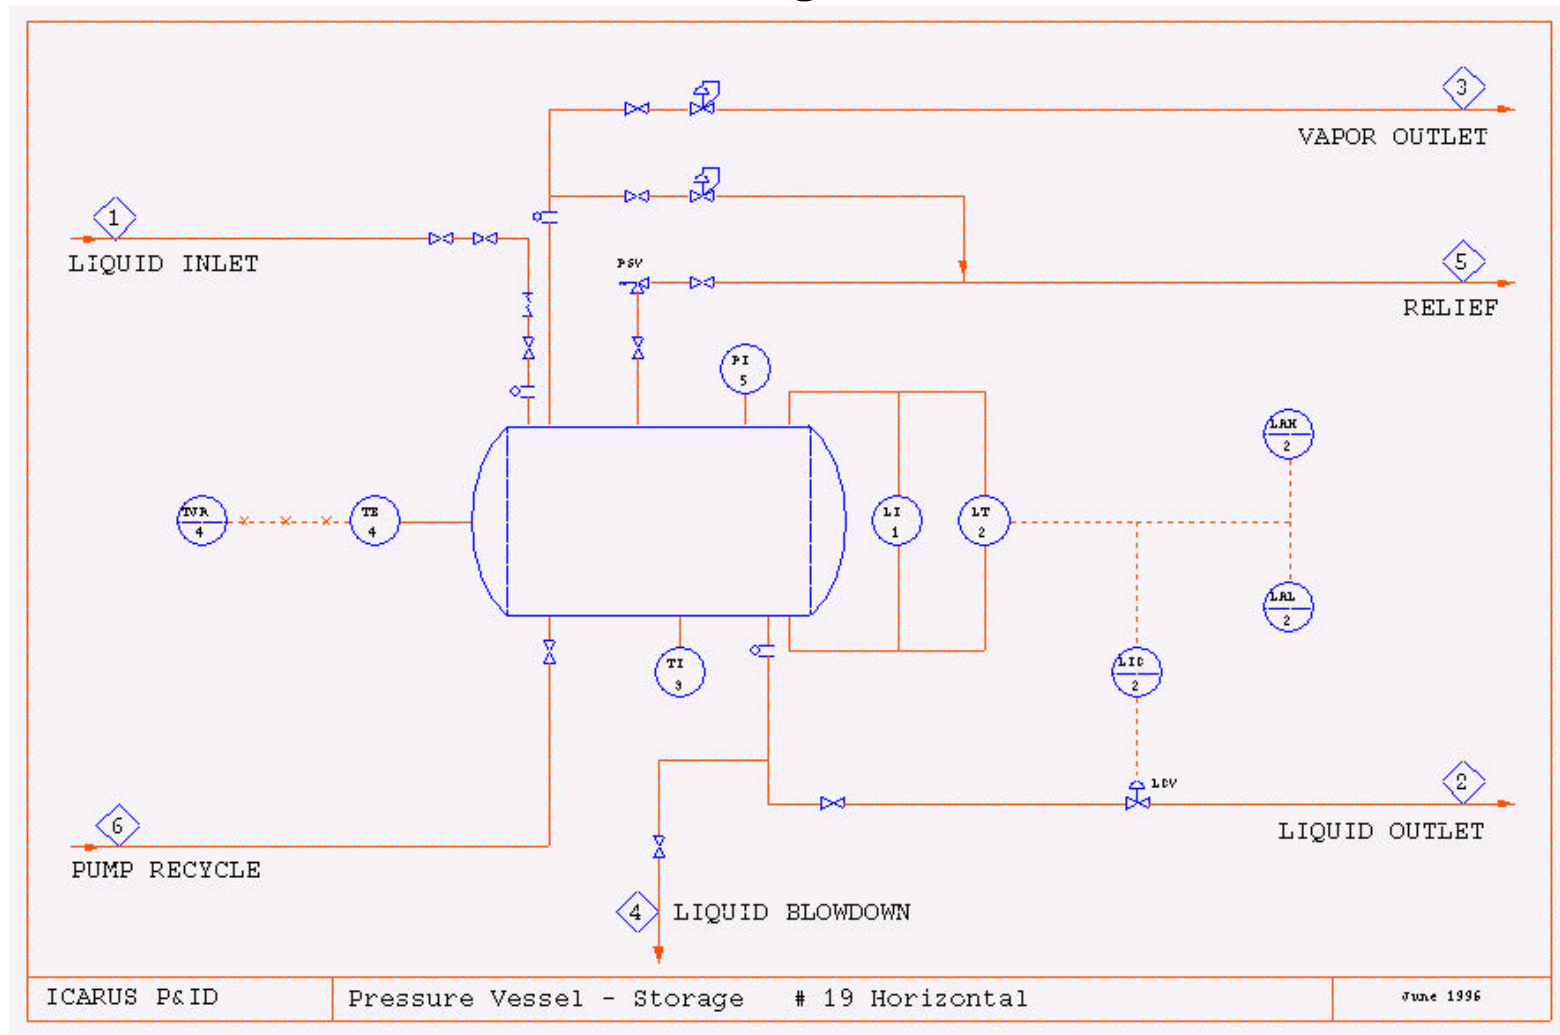 3
VAPOR OUTLET
1
LIQUID INLET
PSV
5
RELIEF
PI
5
LAH
2
TJR
4
TE
4
LI
1
LT
2
LAL
2
TI
3
LIC
2
LCV
2
LIQUID OUTLET
6
PUMP RECYCLE
4
LIQUID BLOWDOWN
ICARUS P&ID
Pressure Vessel - Storage # 19 Horizontal
June 1996